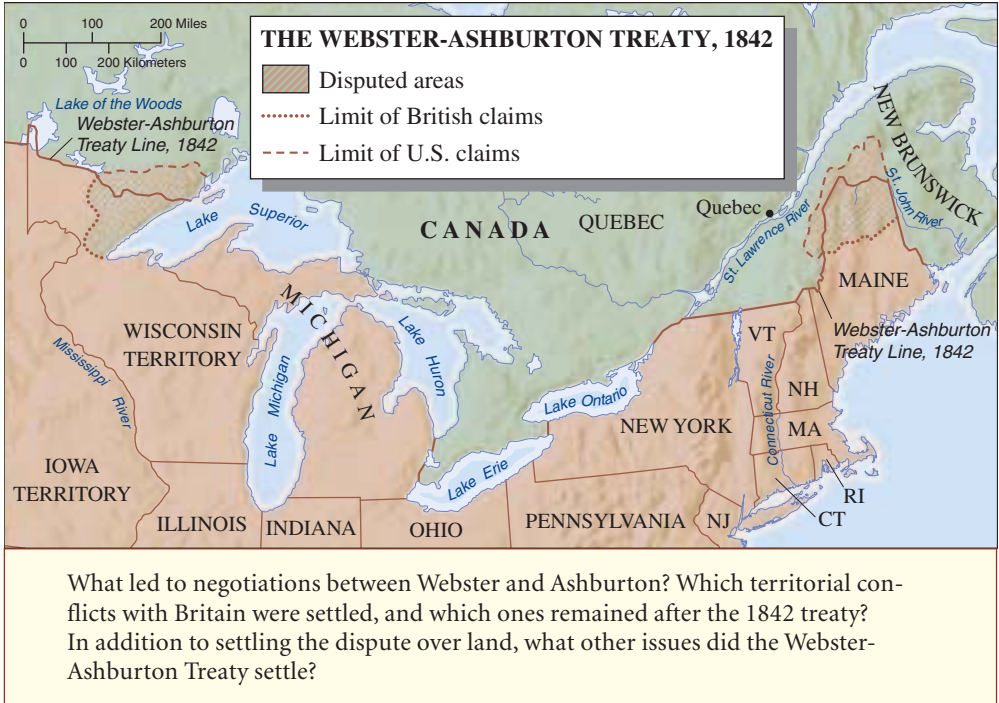 0 100 200 Miles
0 100 200 Kilometers
THE WEBSTER-ASHBURTON TREATY, 1842
Disputed areas
Limit of British claims
Limit of U.S. claims
Lake of the Woods
Webster-Ashburton
Treaty Line, 1842
Lake Superior
CANADA
QUEBEC
Quebec
St. Lawrence River
NEW BRUNSWICK
St. John River
MAINE
Webster-Ashburton
Treaty Line, 1842
WISCONSIN
TERRITORY
MICHIGAN
Lake Huron
Lake Michigan
Mississippi River
Lake Ontario
Lake Erie
VT
NH
Connecticut River
MA
NEW YORK
RI
CT
IOWA
TERRITORY
ILLINOIS
INDIANA
OHIO
PENNSYLVANIA
NJ
What led to negotiations between Webster and Ashburton? Which territorial con-
flicts with Britain were settled, and which ones remained after the 1842 treaty?
In addition to settling the dispute over land, what other issues did the Webster-
Ashburton Treaty settle?